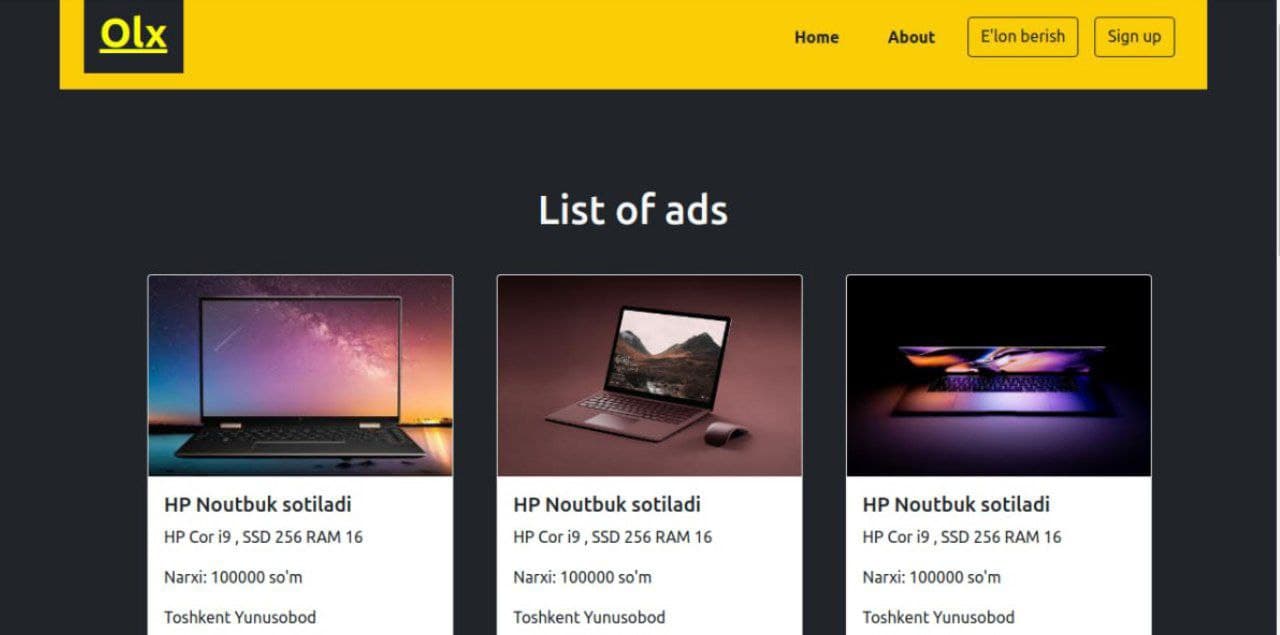 Olx
Home About E'lon berish Sign up
List of ads
HP Noutbuk sotiladi
HP Cor i9 , SSD 256 RAM 16
Narxi: 100000 so'm
Toshkent Yunusobod
HP Noutbuk sotiladi
HP Cor i9 , SSD 256 RAM 16
Narxi: 100000 so'm
Toshkent Yunusobod
HP Noutbuk sotiladi
HP Cor i9 , SSD 256 RAM 16
Narxi: 100000 so'm
Toshkent Yunusobod